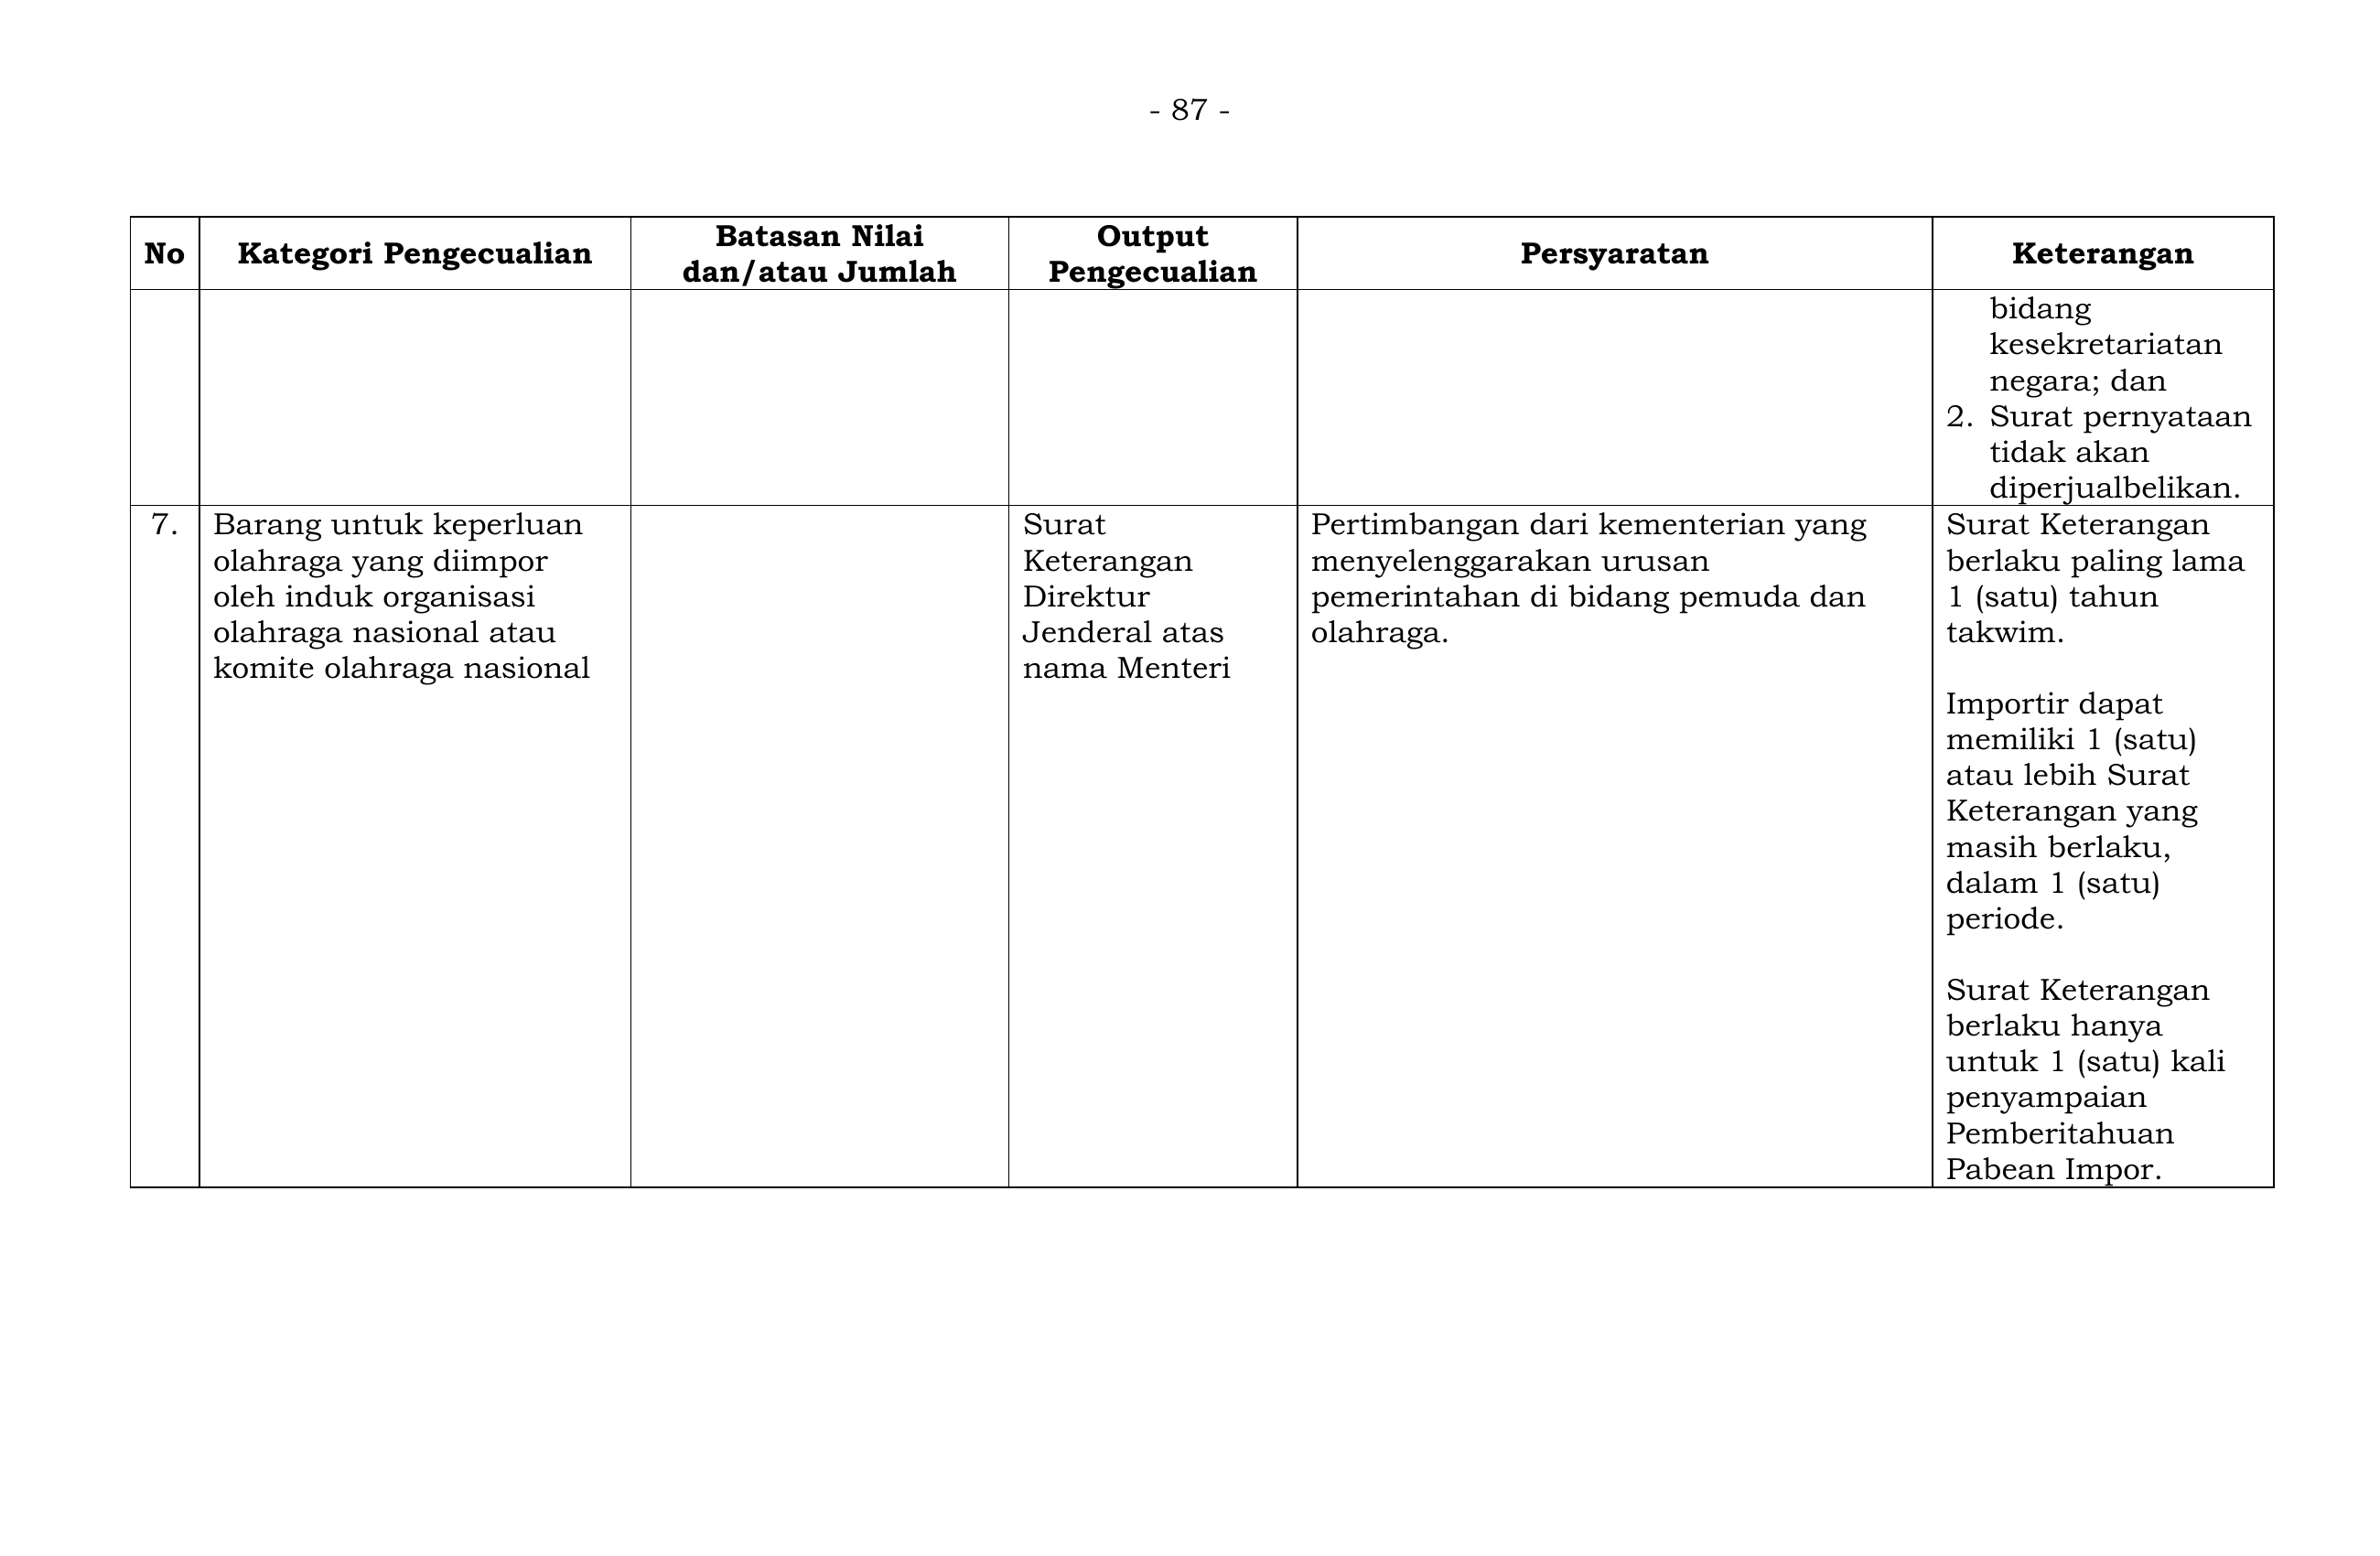 - 87 -
No
Kategori Pengecualian
Batasan Nilai
dan/atau Jumlah
Output
Pengecualian
Persyaratan
Keterangan
bidang
kesekretariatan
negara; dan
2. Surat pernyataan
tidak akan
diperjualbelikan.
7.
Barang untuk keperluan
olahraga yang diimpor
oleh induk organisasi
olahraga nasional atau
komite olahraga nasional
Surat
Keterangan
Direktur
Jenderal atas
nama Menteri
Pertimbangan dari kementerian yang
menyelenggarakan urusan
pemerintahan di bidang pemuda dan
olahraga.
Surat Keterangan
berlaku paling lama
1 (satu) tahun
takwim.
Importir dapat
memiliki 1 (satu)
atau lebih Surat
Keterangan yang
masih berlaku,
dalam 1 (satu)
periode.
Surat Keterangan
berlaku hanya
untuk 1 (satu) kali
penyampaian
Pemberitahuan
Pabean Impor.